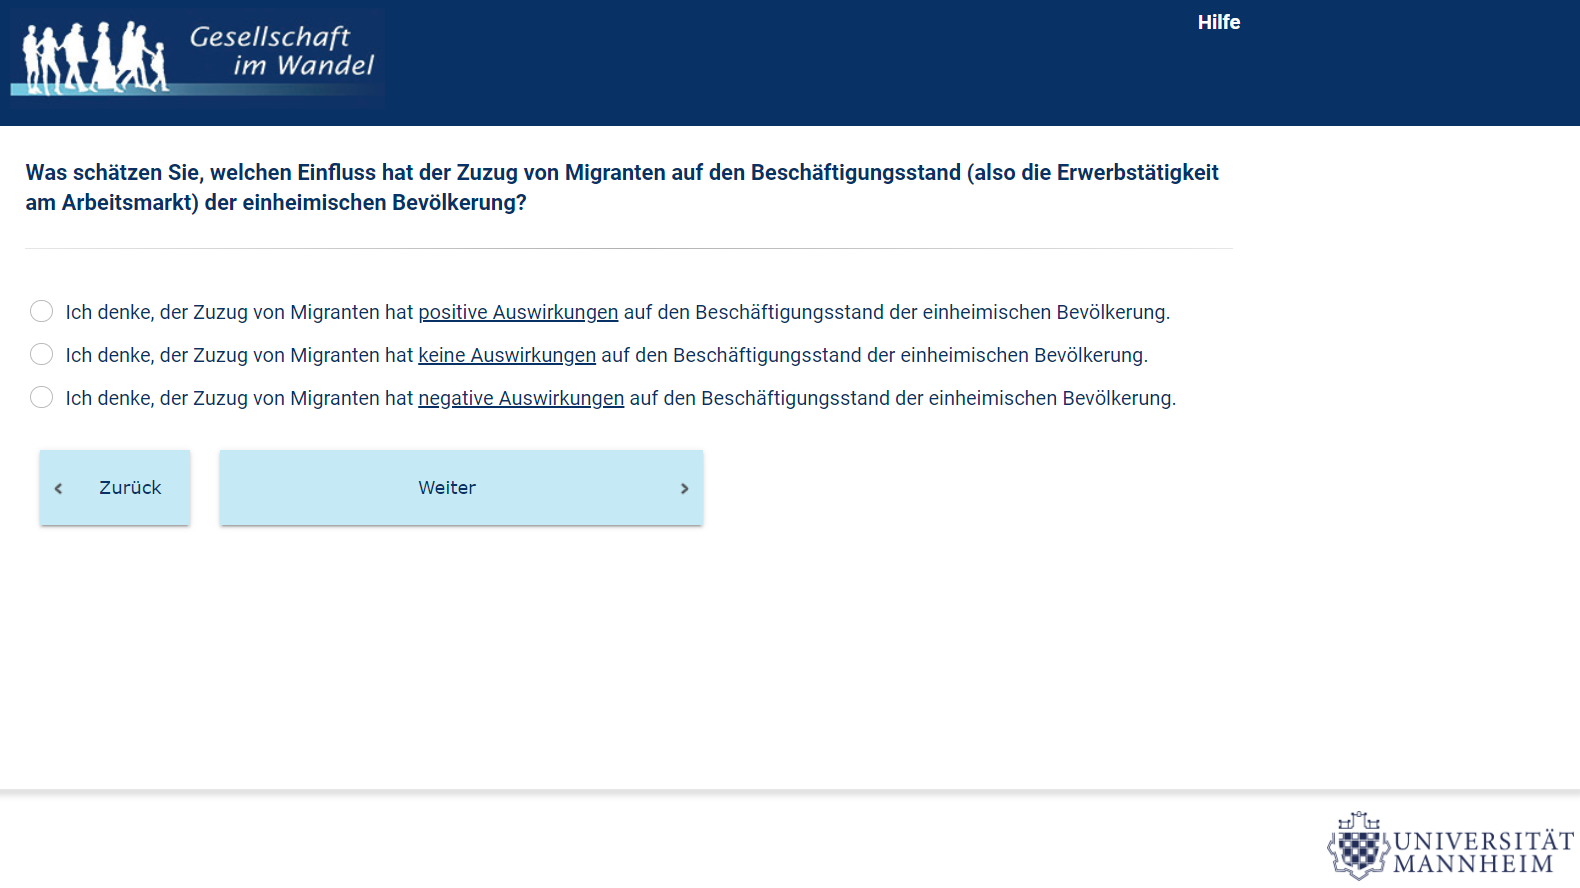 Gesellschaft
im Wandel
Hilfe
Was schätzen Sie, welchen Einfluss hat der Zuzug von Migranten auf den Beschäftigungsstand (also die Erwerbstätigkeit
am Arbeitsmarkt) der einheimischen Bevölkerung?
Ich denke, der Zuzug von Migranten hat positive Auswirkungen auf den Beschäftigungsstand der einheimischen Bevölkerung.
Ich denke, der Zuzug von Migranten hat keine Auswirkungen auf den Beschäftigungsstand der einheimischen Bevölkerung.
Ich denke, der Zuzug von Migranten hat negative Auswirkungen auf den Beschäftigungsstand der einheimischen Bevölkerung.
Zurück
Weiter
UNIVERSITÄT
MANNHEIM